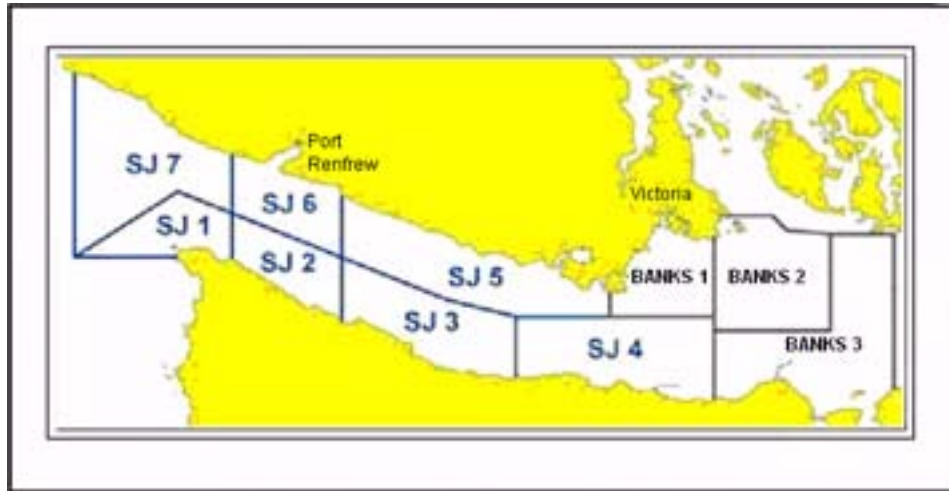 Port
Renfrew
SJ 7
Victoria
SJ 6
SJ 1
SJ 2
SJ 5
BANKS 1
BANKS 2
SJ 3
SJ 4
BANKS 3